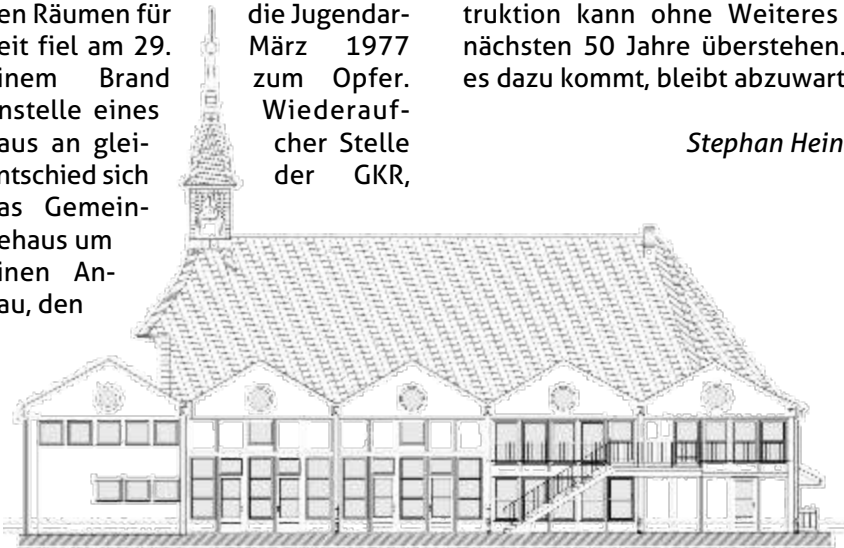 en Räumen für die Jugendar-
eit fiel am 29. März 1977
inem Brand zum Opfer.
nstelle eines Wiederauf-
aus an glei- cher Stelle
ntschied sich der GKR,
as Gemein-
ehaus um
inen An-
au, den
truktion kann ohne Weiteres
nächsten 50 Jahre überstehen.
es dazu kommt, bleibt abzuwart
Stephan Hein